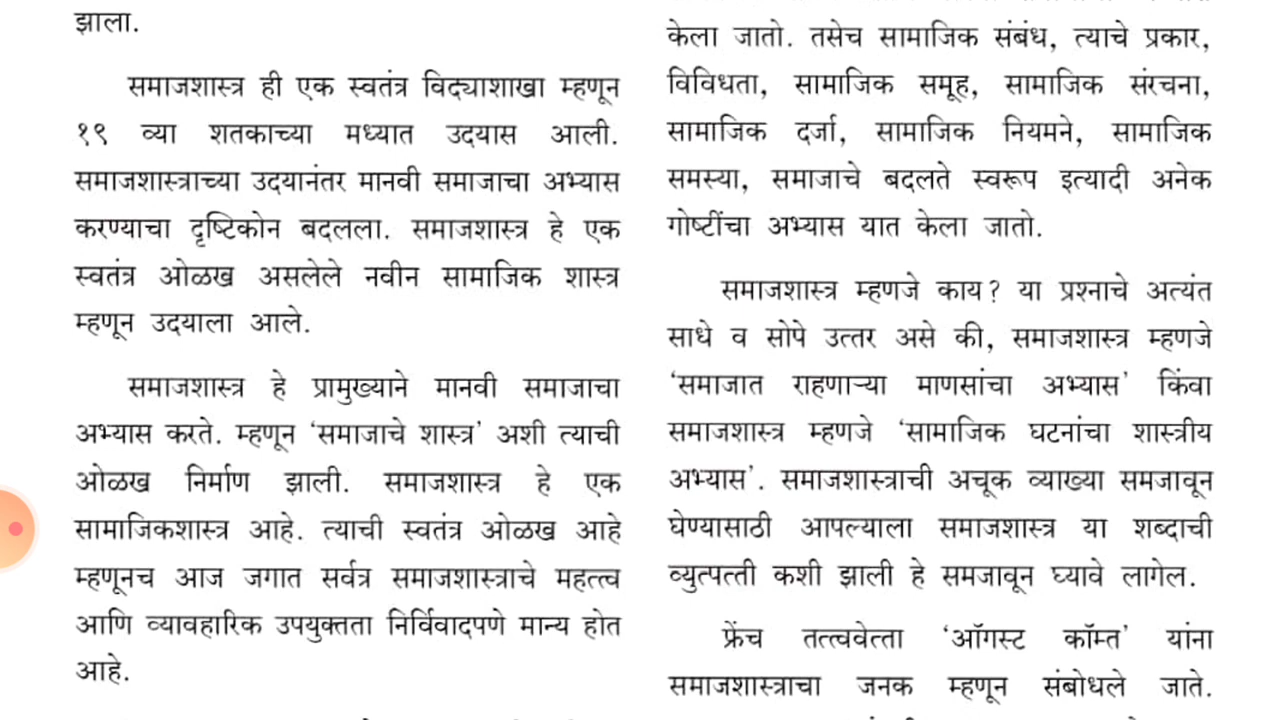 झाला.
समाजशास्त्र ही एक स्वतंत्र विद्याशाखा म्हणून
१९ व्या शतकाच्या मध्यात उदयास आली.
समाजशास्त्राच्या उदयानंतर मानवी समाजाचा अभ्यास
करण्याचा दृष्टिकोन बदलला. समाजशास्त्र हे एक
स्वतंत्र ओळख असलेले नवीन सामाजिक शास्त्र
म्हणून उदयाला आले.
समाजशास्त्र हे प्रामुख्याने मानवी समाजाचा
अभ्यास करते. म्हणून ‘समाजाचे शास्त्र’ अशी त्याची
ओळख निर्माण झाली. समाजशास्त्र हे एक
सामाजिकशास्त्र आहे. त्याची स्वतंत्र ओळख आहे
म्हणूनच आज जगात सर्वत्र समाजशास्त्राचे महत्त्व
आणि व्यावहारिक उपयुक्तता निर्विवादपणे मान्य होत
आहे.
केला जातो. तसेच सामाजिक संबंध, त्याचे प्रकार,
विविधता, सामाजिक समूह, सामाजिक संरचना,
सामाजिक दर्जा, सामाजिक नियमने, सामाजिक
समस्या, समाजाचे बदलते स्वरूप इत्यादी अनेक
गोष्टींचा अभ्यास यात केला जातो.
समाजशास्त्र म्हणजे काय? या प्रश्नाचे अत्यंत
साधे व सोपे उत्तर असे की, समाजशास्त्र म्हणजे
‘समाजात राहणाऱ्या माणसांचा अभ्यास’ किंवा
समाजशास्त्र म्हणजे ‘सामाजिक घटनांचा शास्त्रीय
अभ्यास’. समाजशास्त्राची अचूक व्याख्या समजावून
घेण्यासाठी आपल्याला समाजशास्त्र या शब्दाची
व्युत्पत्ती कशी झाली हे समजावून घ्यावे लागेल.
फ्रेंच तत्त्ववेत्ता ‘ऑगस्ट कॉम्त’ यांना
समाजशास्त्राचा जनक म्हणून संबोधले जाते.